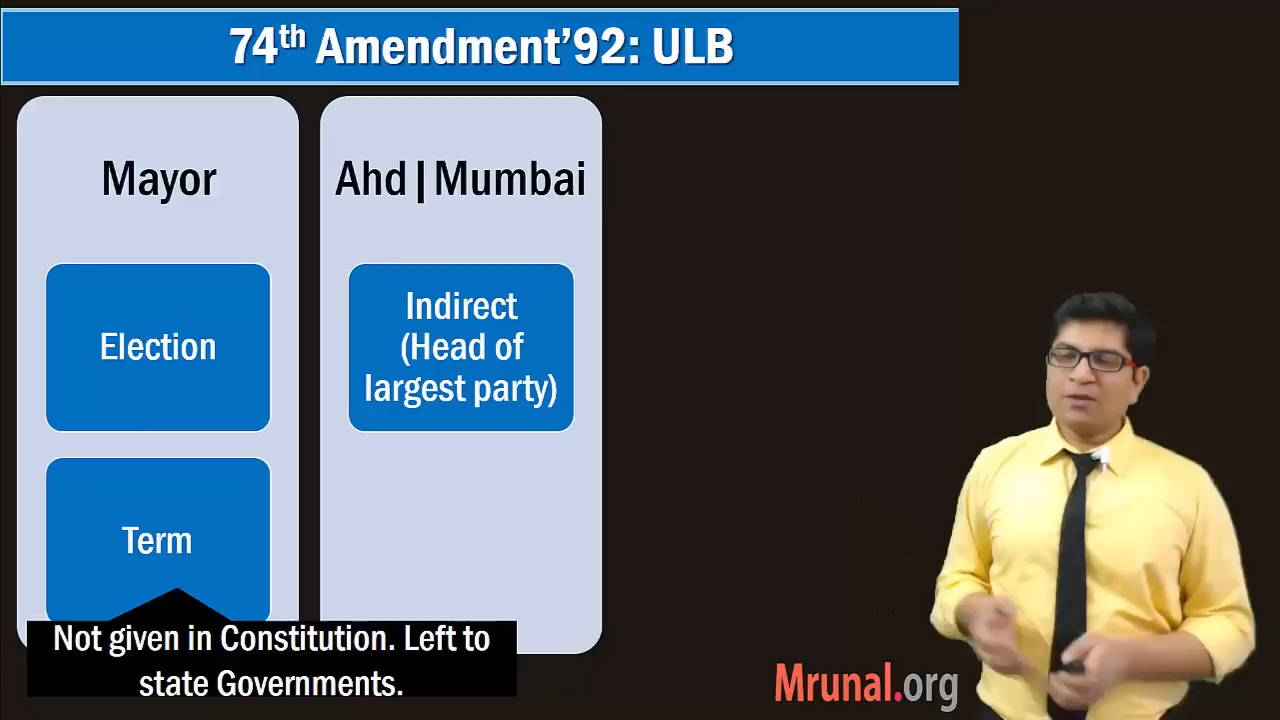 74th Amendment’92: ULB
Mayor
Ahd|Mumbai
Election
Indirect
(Head of
largest party)
Term
Not given in Constitution. Left to
state Governments.
Mrunal.org